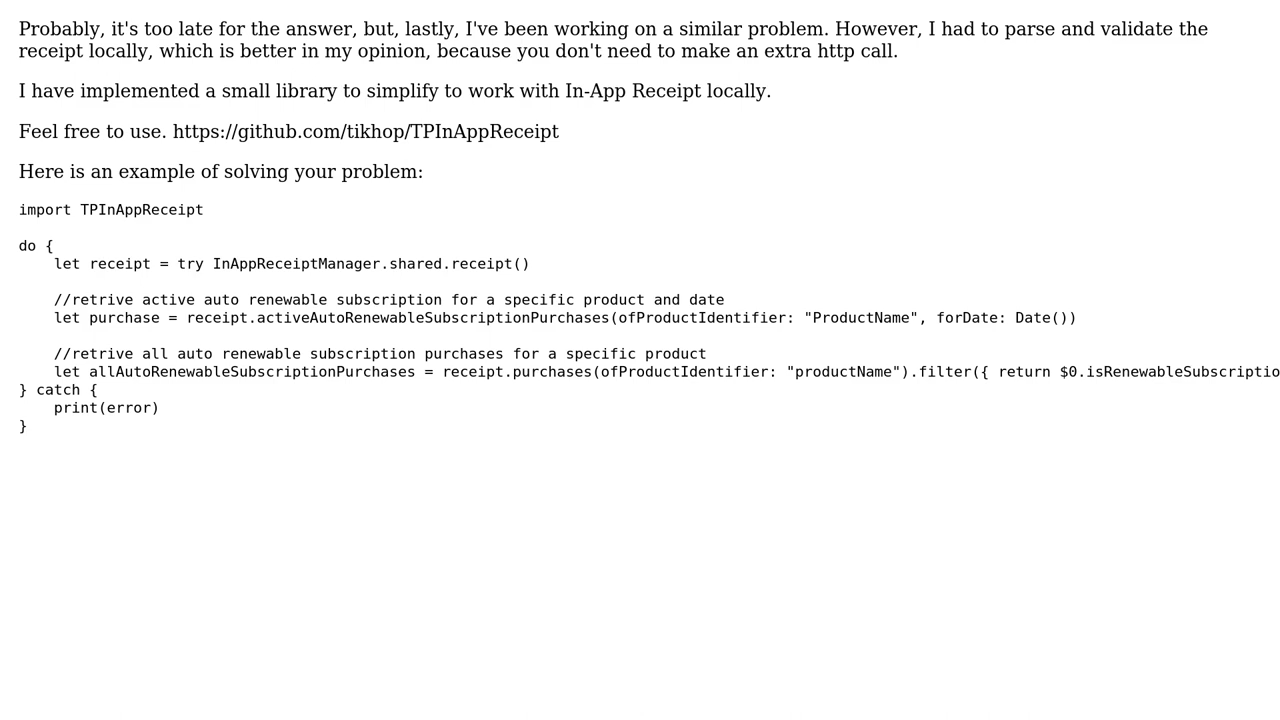 Probably, it's too late for the answer, but, lastly, I've been working on a similar problem. However, I had to parse and validate the
receipt locally, which is better in my opinion, because you don't need to make an extra http call.
I have implemented a small library to simplify to work with In-App Receipt locally.
Feel free to use. https://github.com/tikhop/TPInAppReceipt
Here is an example of solving your problem:
import TPInAppReceipt
do {
    let receipt = try InAppReceiptManager.shared.receipt()
    //retrive active auto renewable subscription for a specific product and date
    let purchase = receipt.activeAutoRenewableSubscriptionPurchases(ofProductIdentifier: "ProductName", forDate: Date())
    //retrive all auto renewable subscription purchases for a specific product
    let allAutoRenewableSubscriptionPurchases = receipt.purchases(ofProductIdentifier: "productName").filter({ return $0.isRenewableSubscriptio
} catch {
    print(error)
}